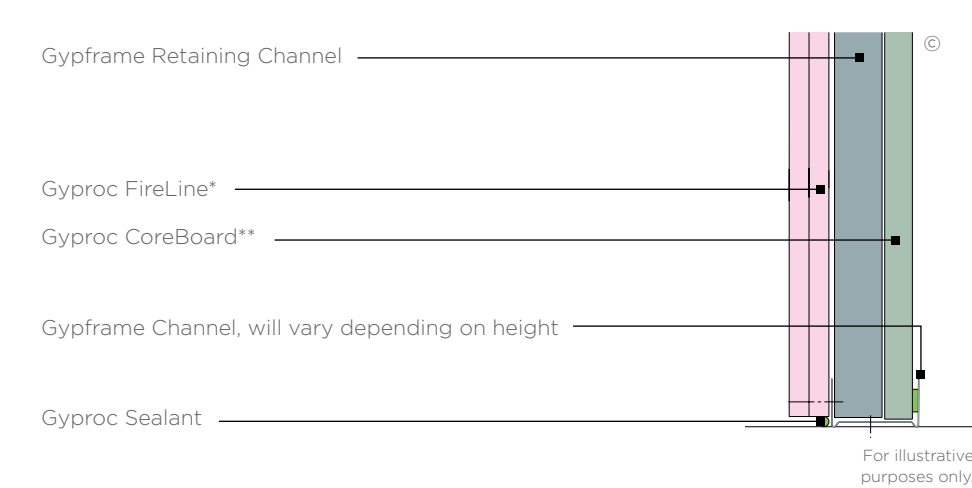 Gypframe Retaining Channel
©
Gyproc FireLine*
Gyproc CoreBoard**
Gypframe Channel, will vary depending on height
Gyproc Sealant
For illustrative
purposes only.